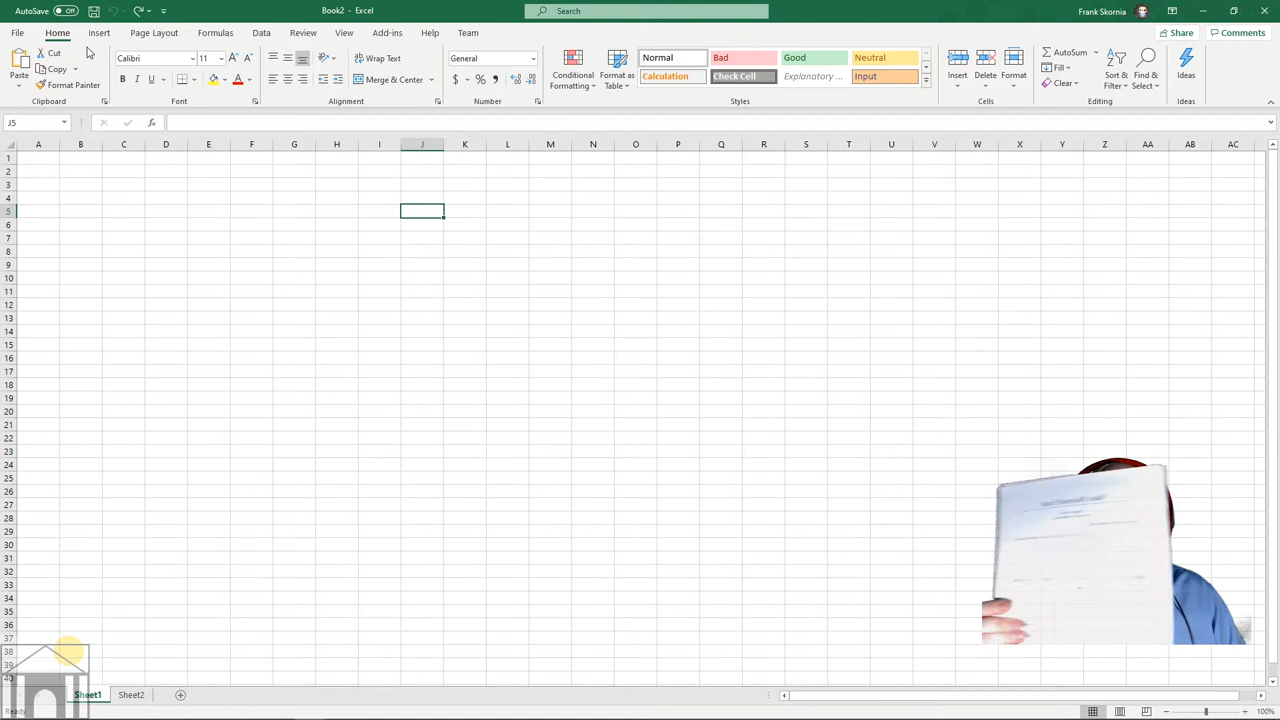 AutoSave Off Book2 - Excel Search Frank Skornia
File Home Insert Page Layout Formulas Data Review View Add-ins Help Team Share Comments
Paste Cut Copy Format Painter Clipboard
Calibri 11 A A B I U A Font
ab Wrap Text Merge & Center Alignment
General $ % , Number
Conditional Formatting Format as Table
Normal Bad Good Neutral
Calculation Check Cell Explanatory ... Input
Styles
Insert Delete Format Cells
AutoSum Fill Clear Sort & Filter Find & Select Editing
Ideas Ideas
J5 fx
A B C D E F G H I J K L M N O P Q R S T U V W X Y Z AA AB AC
1
2
3
4
5
6
7
8
9
10
11
12
13
14
15
16
17
18
19
20
21
22
23
24
25
26
27
28
29
30
31
32
33
34
35
36
37
38
39
40
Sheet1 Sheet2
Ready 100%